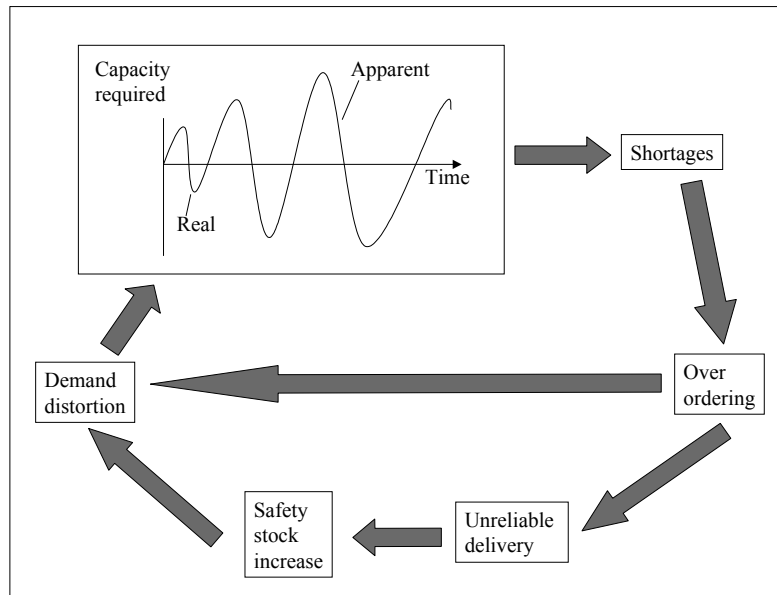 Capacity
required
Apparent
Shortages
Time
Real
Demand
distortion
Over
ordering
Safety
stock
increase
Unreliable
delivery